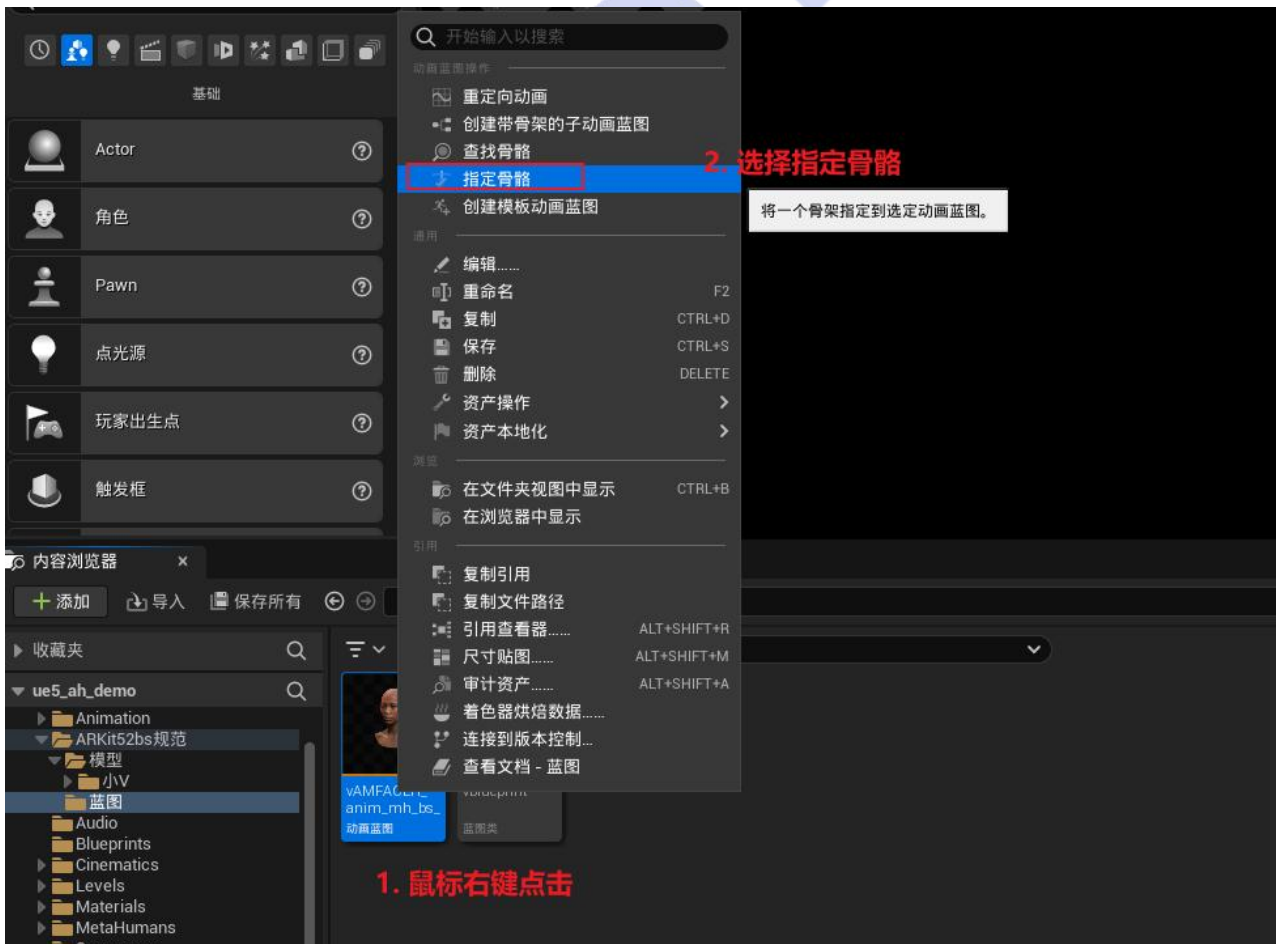 开始输入以搜索
动画蓝图操作
基础
重定向动画
创建带骨架的子动画蓝图
Actor
查找骨骼
2. 选择指定骨骼
指定骨骼
创建模板动画蓝图
将一个骨架指定到选定动画蓝图。
角色
通用
编辑......
Pawn
重命名 F2
复制 CTRL+D
点光源
保存 CTRL+S
删除 DELETE
资产操作
玩家出生点
资产本地化
浏览
触发框
在文件夹视图中显示 CTRL+B
在浏览器中显示
引用
内容浏览器
复制引用
添加 导入 保存所有
复制文件路径
引用查看器...... ALT+SHIFT+R
收藏夹
尺寸贴图...... ALT+SHIFT+M
ue5_ah_demo
审计资产...... ALT+SHIFT+A
Animation
着色器烘焙数据......
ARKit52bs规范
连接到版本控制...
模型
查看文档 - 蓝图
小V
anim_mh_bs_
蓝图
动画蓝图
蓝图类
Audio
Blueprints
Cinematics
1. 鼠标右键点击
Levels
Materials
MetaHumans